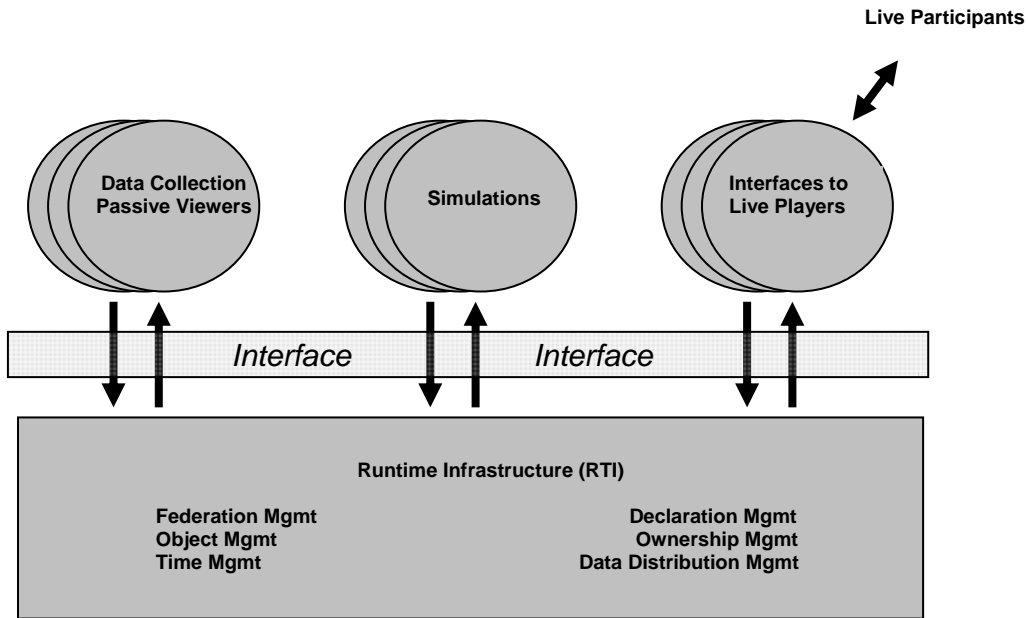 Live Participants
Data Collection
Passive Viewers
Simulations
Interfaces to
Live Players
Interface
Interface
Runtime Infrastructure (RTI)
Federation Mgmt
Object Mgmt
Time Mgmt
Declaration Mgmt
Ownership Mgmt
Data Distribution Mgmt